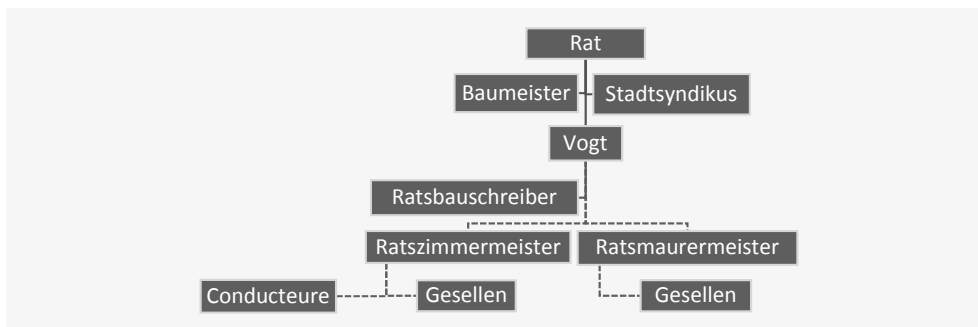 Rat
Baumeister
Stadtsyndikus
Vogt
Ratsbauschreiber
Ratszimmermeister
Ratsmaurermeister
Conducteure
Gesellen
Gesellen